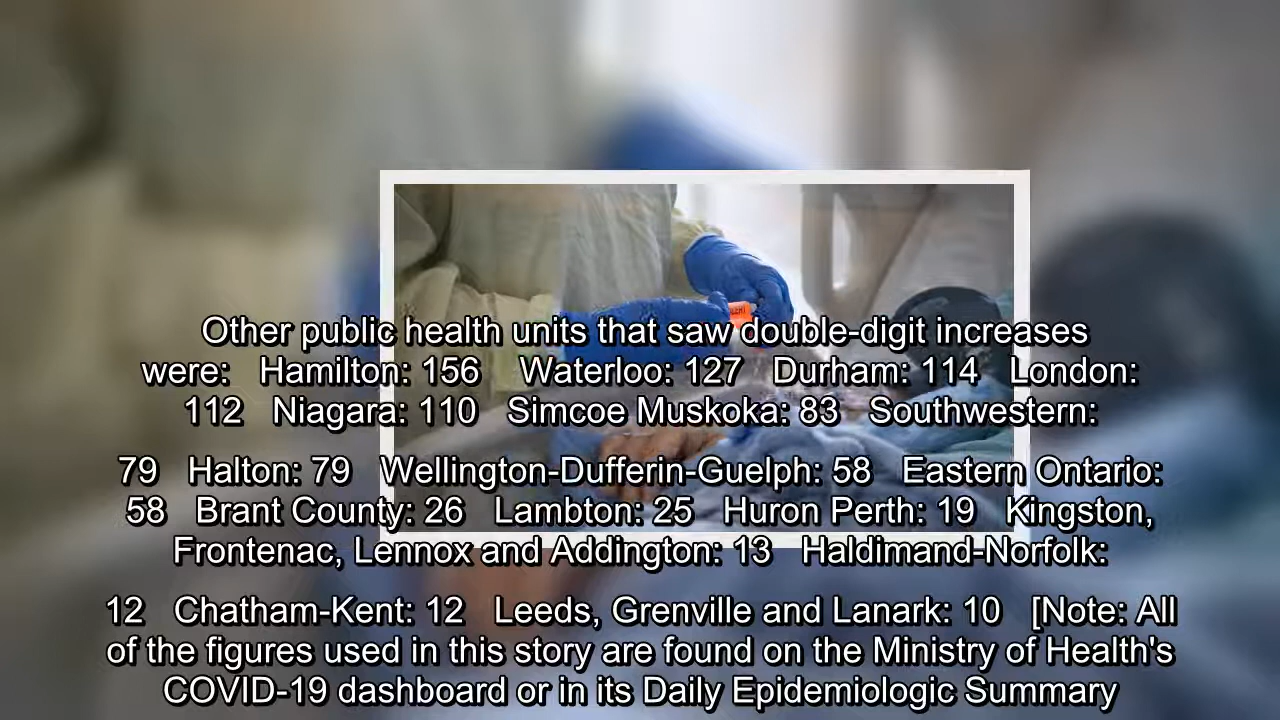 Other public health units that saw double-digit increases
were: Hamilton: 156 Waterloo: 127 Durham: 114 London:
112 Niagara: 110 Simcoe Muskoka: 83 Southwestern:
79 Halton: 79 Wellington-Dufferin-Guelph: 58 Eastern Ontario:
58 Brant County: 26 Lambton: 25 Huron Perth: 19 Kingston,
Frontenac, Lennox and Addington: 13 Haldimand-Norfolk:
12 Chatham-Kent: 12 Leeds, Grenville and Lanark: 10 [Note: All
of the figures used in this story are found on the Ministry of Health's
COVID-19 dashboard or in its Daily Epidemiologic Summary